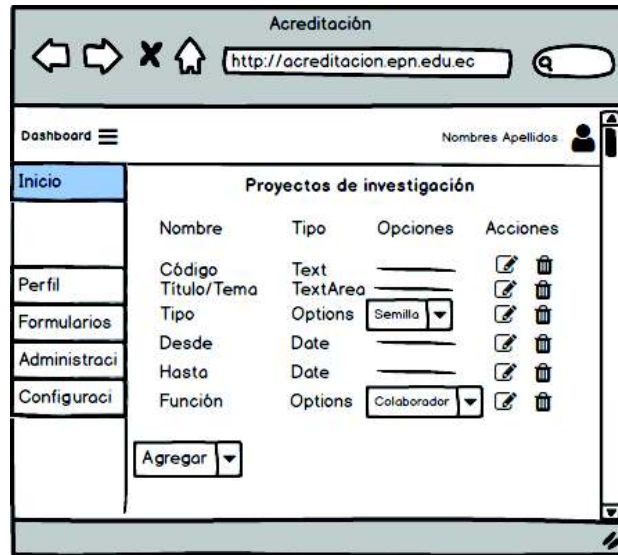 Acreditación
http://acreditacion.epn.edu.ec
Dashboard
Nombres Apellidos
Inicio
Perfil
Formularios
Administraci
Configuraci
Proyectos de investigación
Nombre Tipo Opciones Acciones
Código Text
Título/Tema TextArea
Tipo Options Semilla
Desde Date
Hasta Date
Función Options Colaborador
Agregar